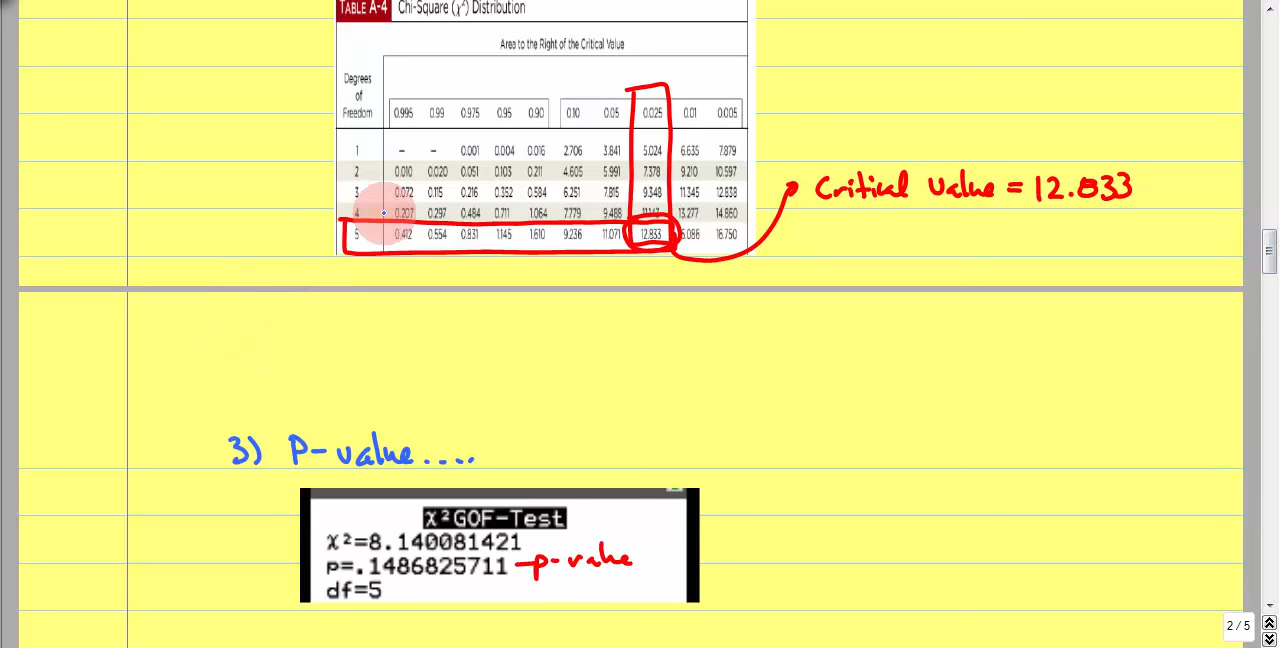 TABLE A-4 Chi-Square (χ²) Distribution
Area to the Right of the Critical Value
Degrees
of
Freedom 0.995 0.99 0.975 0.95 0.90 0.10 0.05 0.025 0.01 0.005
1 – – 0.001 0.004 0.016 2.706 3.841 5.024 6.635 7.879
2 0.010 0.020 0.051 0.103 0.211 4.605 5.991 7.378 9.210 10.597
3 0.072 0.115 0.216 0.352 0.584 6.251 7.815 9.348 11.345 12.838
4 0.207 0.297 0.484 0.711 1.064 7.779 9.488 13.277 14.860
5 0.412 0.554 0.831 1.145 1.610 9.236 11.071 12.833 16.750
Critical Value = 12.833
3) P-value....
χ²GOF-Test
χ²=8.140081421
p=.1486825711 -p-value
df=5
2 / 5